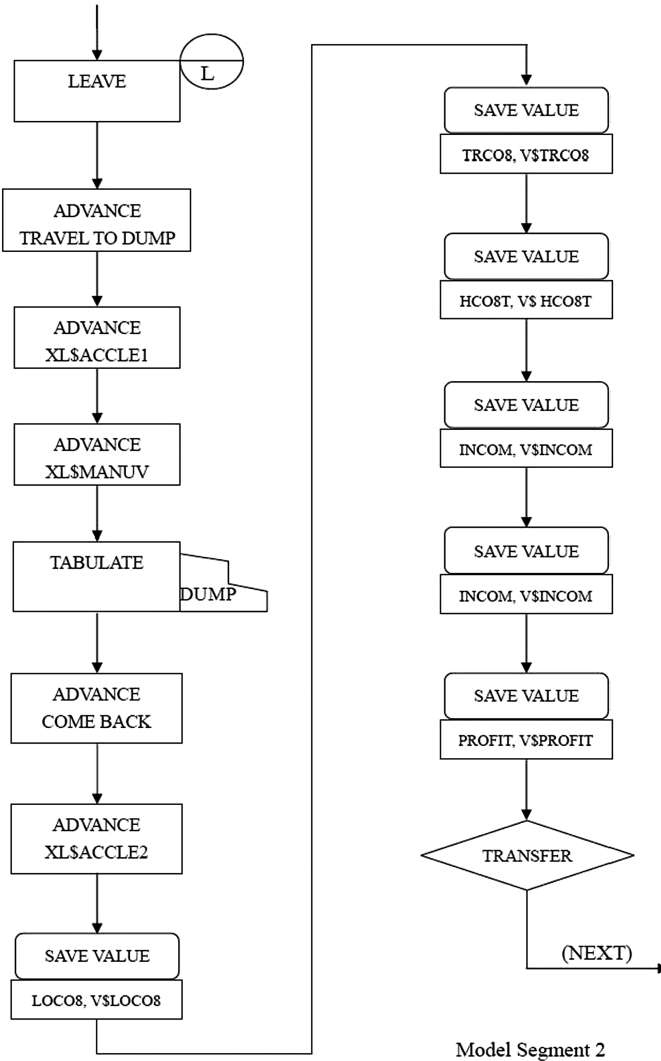 LEAVE
L
ADVANCE
TRAVEL TO DUMP
ADVANCE
XL$ACCLE1
ADVANCE
XL$MANUV
TABULATE
DUMP
ADVANCE
COME BACK
ADVANCE
XL$ACCLE2
SAVE VALUE
LOCO8, V$LOCO8
SAVE VALUE
TRCO8, V$TRCO8
SAVE VALUE
HCO8T, V$ HCO8T
SAVE VALUE
INCOM, V$INCOM
SAVE VALUE
INCOM, V$INCOM
SAVE VALUE
PROFIT, V$PROFIT
TRANSFER
(NEXT)
Model Segment 2